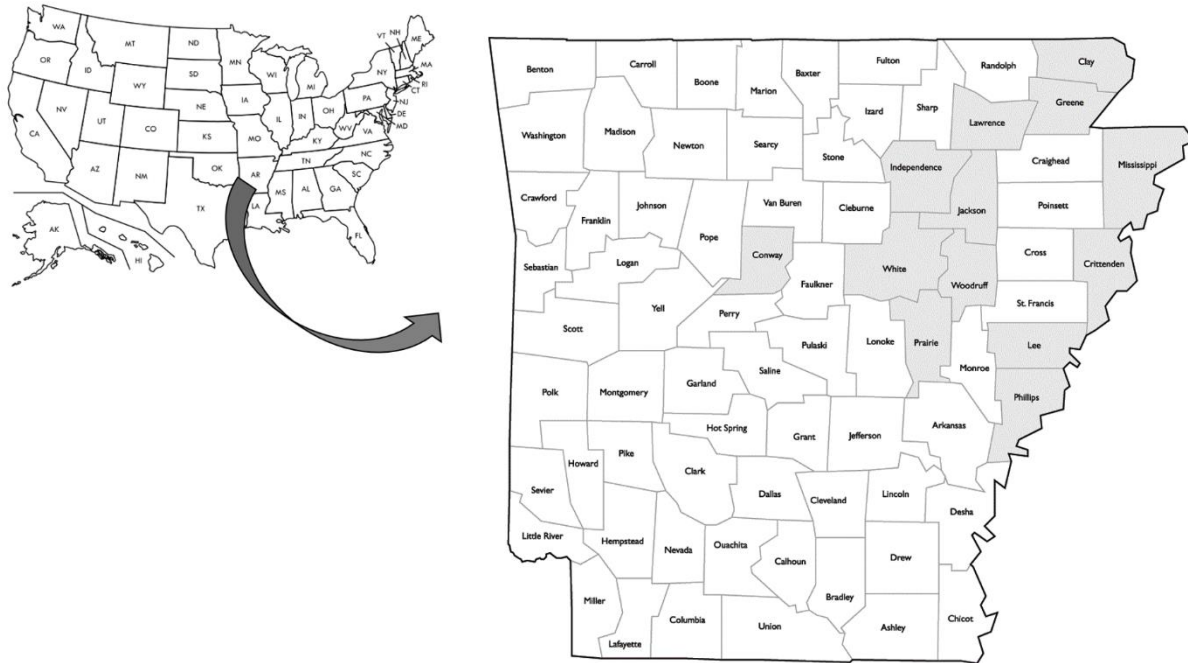 WA
MT
ND
MN
OR
ID
SD
WI
MI
VT
NH
ME
NY
MA
RI
CT
WY
NE
IA
PA
NJ
DE
MD
NV
UT
CO
KS
IL
IN
OH
WV
VA
CA
MO
KY
AZ
NM
OK
AR
TN
NC
SC
TX
LA
MS
AL
GA
FL
AK
HI
Benton
Carroll
Boone
Marion
Baxter
Fulton
Randolph
Clay
Izard
Sharp
Lawrence
Greene
Washington
Madison
Newton
Searcy
Stone
Independence
Craighead
Mississippi
Crawford
Franklin
Johnson
Pope
Van Buren
Cleburne
Jackson
Poinsett
Sebastian
Logan
Conway
White
Cross
Crittenden
Yell
Faulkner
Woodruff
St. Francis
Scott
Perry
Pulaski
Lonoke
Prairie
Monroe
Lee
Polk
Montgomery
Garland
Saline
Phillips
Hot Spring
Grant
Jefferson
Arkansas
Howard
Pike
Clark
Sevier
Dallas
Cleveland
Lincoln
Desha
Little River
Hempstead
Nevada
Ouachita
Calhoun
Drew
Miller
Bradley
Lafayette
Columbia
Union
Ashley
Chicot